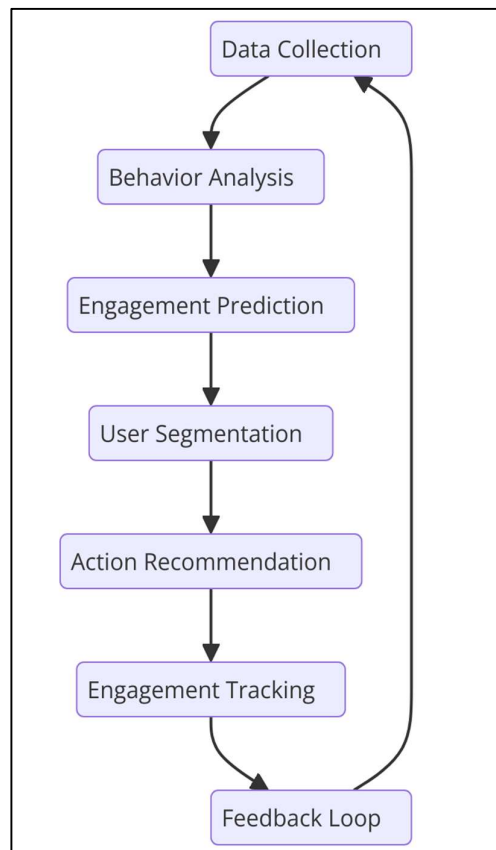 Data Collection
Behavior Analysis
Engagement Prediction
User Segmentation
Action Recommendation
Engagement Tracking
Feedback Loop